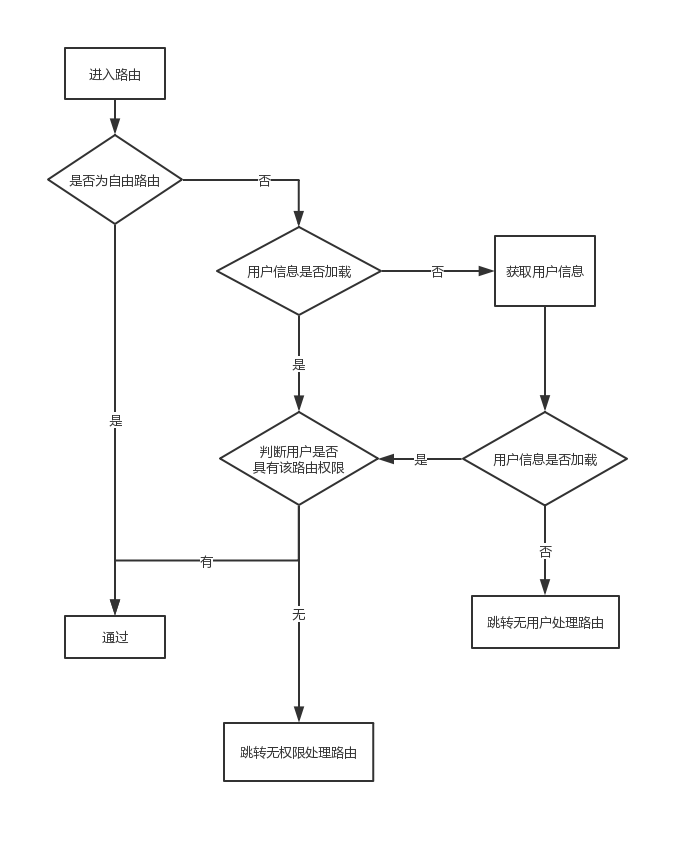 进入路由
是否为自由路由
否
用户信息是否加载
否
获取用户信息
是
是
判断用户是否
具有该路由权限
是
用户信息是否加载
有
否
无
通过
跳转无用户处理路由
跳转无权限处理路由